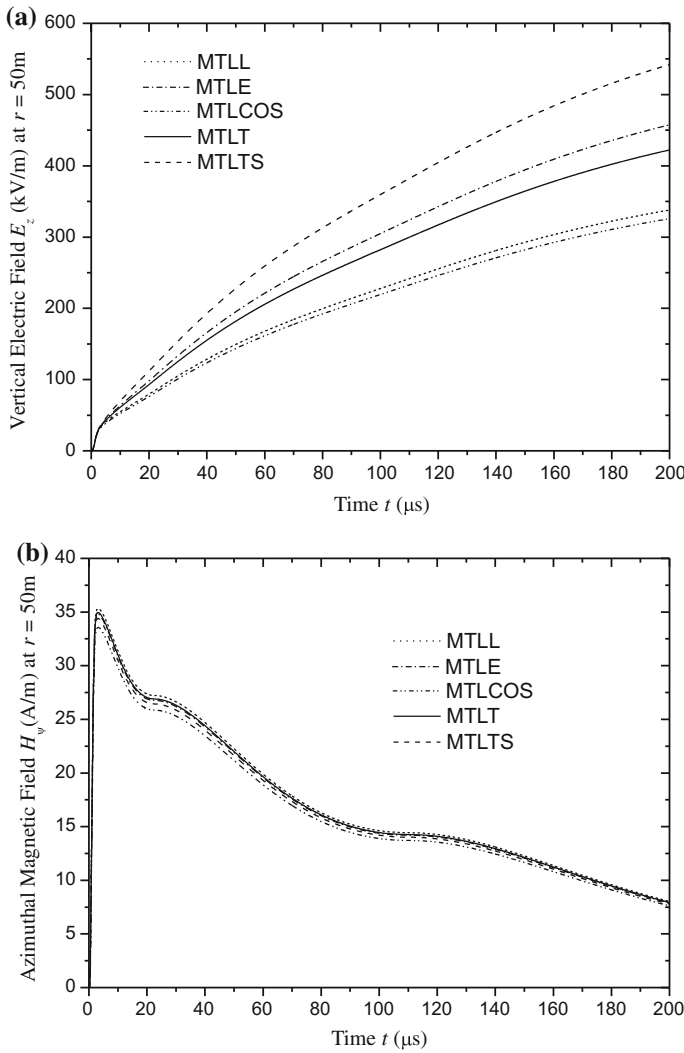 (a)
600
500
400
300
200
100
0
Vertical Electric Field E_z (kV/m) at r = 50m
MTLL
MTLE
MTLCOS
MTLT
MTLTS
0 20 40 60 80 100 120 140 160 180 200
Time t (μs)
(b)
40
35
30
25
20
15
10
5
0
Azimuthal Magnetic Field H_ψ(A/m) at r = 50m
MTLL
MTLE
MTLCOS
MTLT
MTLTS
0 20 40 60 80 100 120 140 160 180 200
Time t (μs)